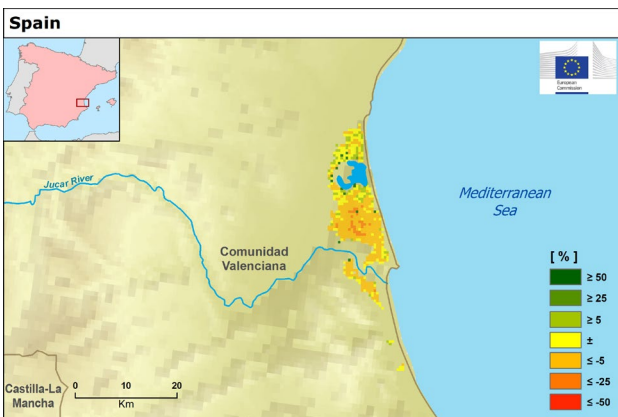 Spain
European
Commission
Jucar River
Mediterranean
Sea
Comunidad
Valenciana
[ % ]
≥ 50
≥ 25
≥ 5
±
≤ -5
≤ -25
≤ -50
Castilla-La
Mancha
0 10 20
Km